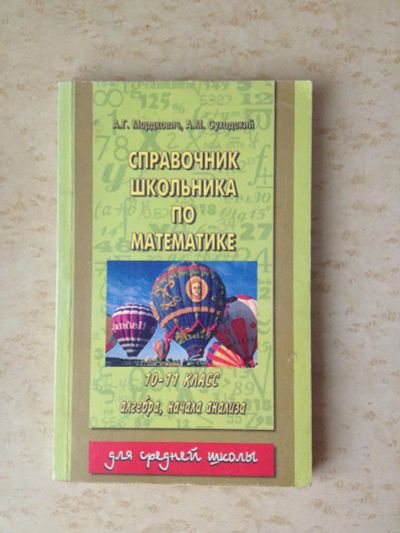 А.Г. Мордкович, А.М. Суходский
СПРАВОЧНИК
ШКОЛЬНИКА
ПО
МАТЕМАТИКЕ
10-11 КЛАСС
алгебра, начала анализа
для средней школы